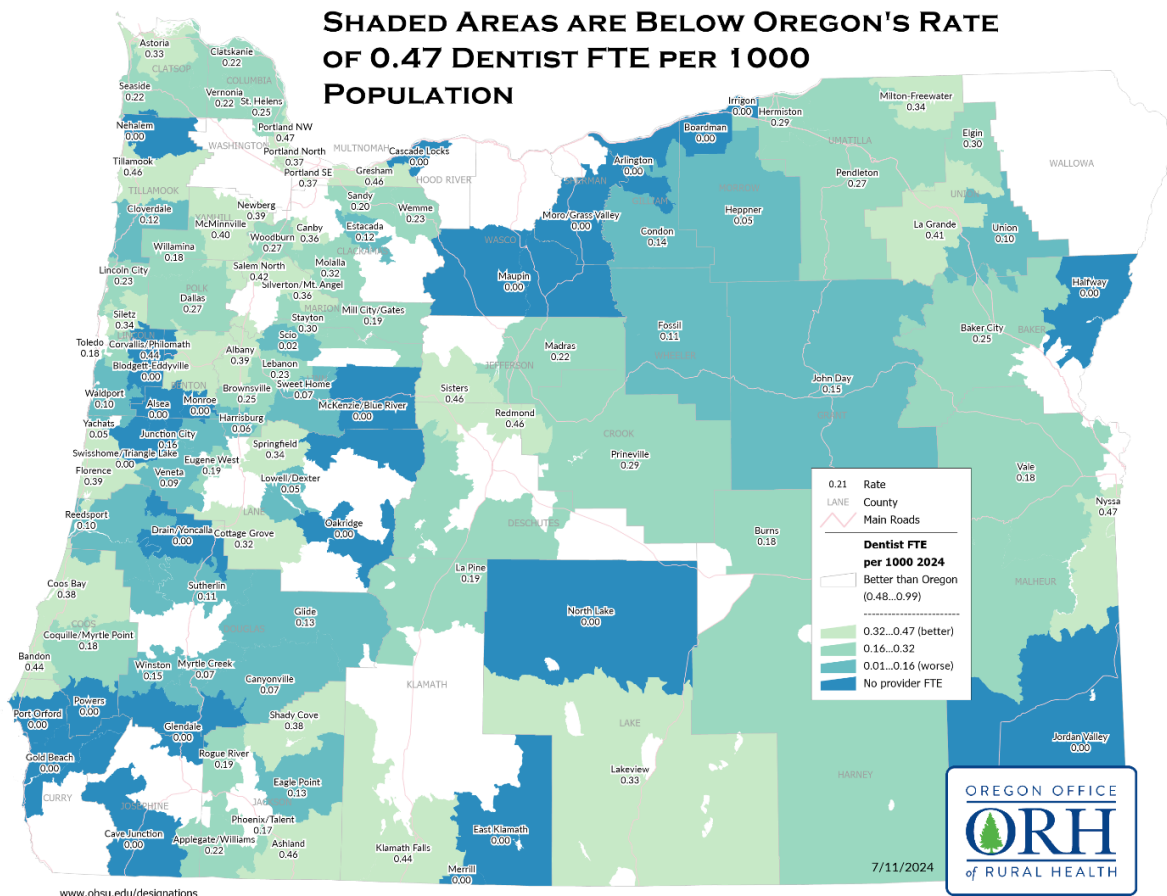 SHADED AREAS ARE BELOW OREGON'S RATE
OF 0.47 DENTIST FTE PER 1000
POPULATION
Astoria
0.33
CLATSOP
Clatskanie
0.22
COLUMBIA
Seaside
0.22
Vernonia
0.22
St. Helens
0.25
Nehalem
0.00
Portland NW
0.47
WASHINGTON
MULTNOMAH
Portland North
0.37
Portland SE
0.37
Tillamook
0.46
TILLAMOOK
Gresham
0.46
Cascade Locks
0.00
HOOD RIVER
Irrigon
0.00
Hermiston
0.29
Boardman
0.00
Milton-Freewater
0.34
Elgin
0.30
UMATILLA
WALLOWA
Arlington
0.00
Pendleton
0.27
Cloverdale
0.12
YAMHILL
Newberg
0.39
McMinnville
0.40
Sandy
0.20
Wemme
0.23
Canby
0.36
Estacada
0.12
Woodburn
0.27
Willamina
0.18
Molalla
0.32
Moro/Grass Valley
0.00
WASCO
Condon
0.14
Heppner
0.05
La Grande
0.41
Union
0.10
Lincoln City
0.23
POLK
Dallas
0.27
Salem North
0.42
Silverton/Mt. Angel
0.36
MARION
Maupin
0.00
Halfway
0.00
Siletz
0.34
Stayton
0.30
Mill City/Gates
0.19
Scio
0.02
Fossil
0.11
Baker City
0.25
BAKER
Toledo
0.18
Corvallis/Philomath
0.44
Blodgett-Eddyville
0.00
BENTON
Albany
0.39
Lebanon
0.23
Madras
0.22
JEFFERSON
John Day
0.15
Waldport
0.10
Alsea
0.00
Monroe
0.00
Brownsville
0.25
Sweet Home
0.07
McKenzie/Blue River
0.00
Sisters
0.46
Redmond
0.46
Yachats
0.05
Harrisburg
0.06
Junction City
0.16
Swisshome/Triangle Lake
0.00
Springfield
0.34
CROOK
Prineville
0.29
Florence
0.39
Veneta
0.09
Eugene West
0.19
Lowell/Dexter
0.05
Vale
0.18
Nyssa
0.47
Reedsport
0.10
Drain/Yoncalla
0.00
LANE
Cottage Grove
0.32
Oakridge
0.00
DESCHUTES
Burns
0.18
La Pine
0.19
MALHEUR
0.21 Rate
LANE County
Main Roads
Dentist FTE
per 1000 2024
Better than Oregon
(0.48...0.99)
0.32...0.47 (better)
0.16...0.32
0.01...0.16 (worse)
No provider FTE
Coos Bay
0.38
Sutherlin
0.11
Glide
0.13
North Lake
0.00
COOS
Coquille/Myrtle Point
0.18
Bandon
0.44
Winston
0.15
Myrtle Creek
0.07
Canyonville
0.07
KLAMATH
Powers
0.00
Port Orford
0.00
Glendale
0.00
Shady Cove
0.38
LAKE
Jordan Valley
0.00
Gold Beach
0.00
Rogue River
0.19
Eagle Point
0.13
Lakeview
0.33
HARNEY
CURRY
JOSEPHINE
Cave Junction
0.00
Phoenix/Talent
0.17
Applegate/Williams
0.22
Ashland
0.46
Klamath Falls
0.44
East Klamath
0.00
Merrill
0.00
7/11/2024
OREGON OFFICE
ORH
of RURAL HEALTH
www.ohsu.edu/designations